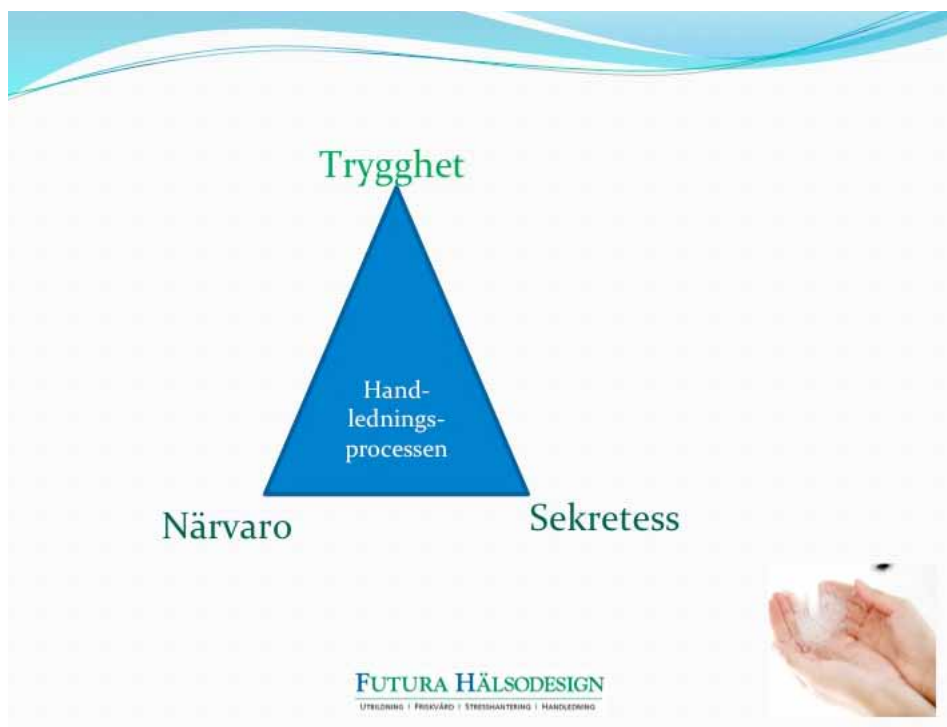 Trygghet
Hand-
lednings-
processen
Närvaro
Sekretess
FUTURA HÄLSODESIGN
UTBILDNING I FRISKVÅRD I STRESSHANTERING I HANDLEDNING